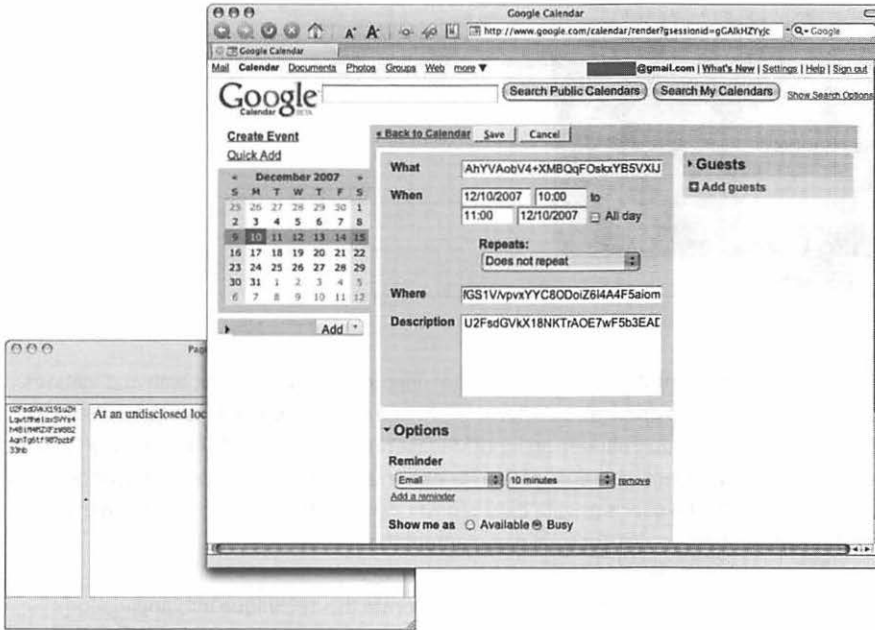 Google Calendar
http://www.google.com/calendar/render?gsessionid=gCAlkHZYyjc
Google
Google Calendar
Mail Calendar Documents Photos Groups Web more ▼
@gmail.com | What's New | Settings | Help | Sign out
Google
Calendar BETA
Search Public Calendars
Search My Calendars
Show Search Options
Create Event
Quick Add
« Back to Calendar Save Cancel
« December 2007 »
S M T W T F S
25 26 27 28 29 30 1
2 3 4 5 6 7 8
9 10 11 12 13 14 15
16 17 18 19 20 21 22
23 24 25 26 27 28 29
30 31 1 2 3 4 5
6 7 8 9 10 11 12
Add
What AhYVAobV4+XMBQqFOskxYB5VXIJ
When 12/10/2007 10:00 to
11:00 12/10/2007 All day
Repeats:
Does not repeat
Where fGS1V/vpvxYYC8ODoiZ6I4A4F5aiom
Description U2FsdGVkX18NKTrAOE7wF5b3EAD
Guests
Add guests
Options
Reminder
Email 10 minutes remove
Add a reminder
Show me as Available Busy
At an undisclosed loc
33hb